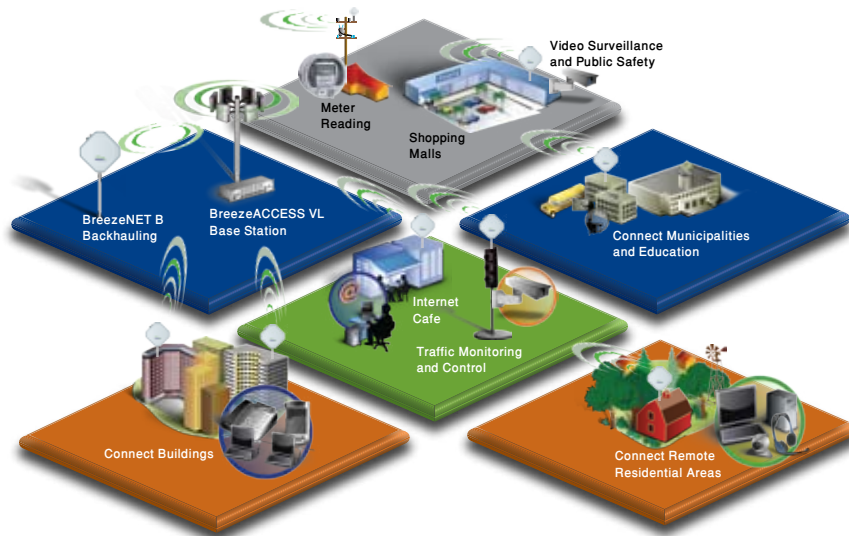 Video Surveillance
and Public Safety
Meter
Reading
Shopping
Malls
BreezeNET B
Backhauling
BreezeACCESS VL
Base Station
Connect Municipalities
and Education
Internet
Cafe
Traffic Monitoring
and Control
Connect Buildings
Connect Remote
Residential Areas
@